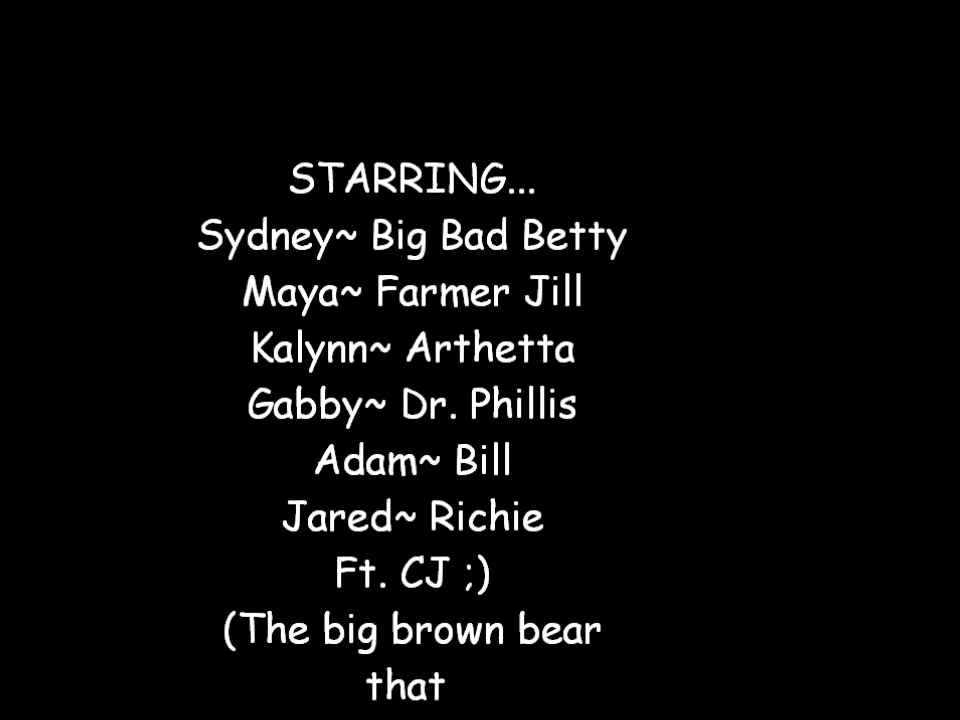 STARRING...
Sydney~ Big Bad Betty
Maya~ Farmer Jill
Kalynn~ Arthetta
Gabby~ Dr. Phillis
Adam~ Bill
Jared~ Richie
Ft. CJ ;)
(The big brown bear
that